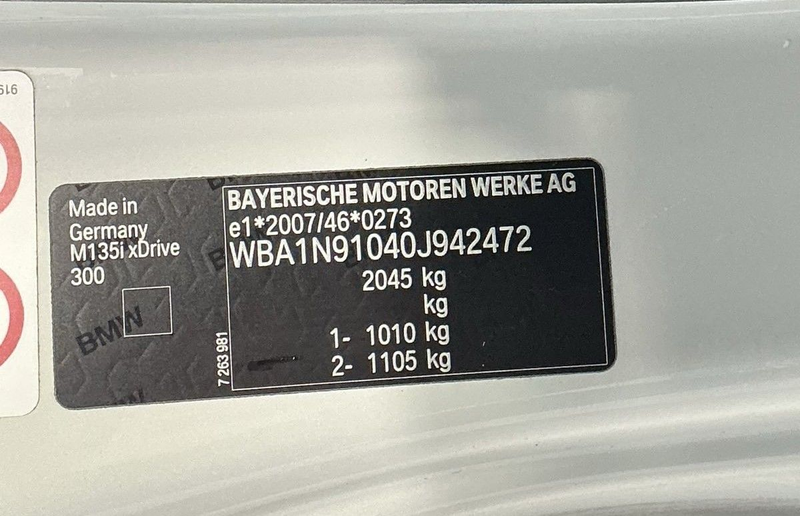 919
Made in
Germany
M135i xDrive
300
BMW
7 263 981
BAYERISCHE MOTOREN WERKE AG
e1*2007/46*0273
WBA1N91040J942472
2045 kg
kg
1- 1010 kg
2- 1105 kg